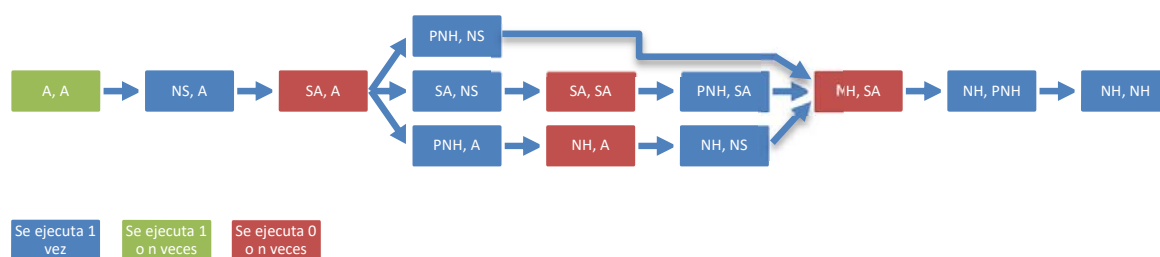 PNH, NS
A, A
NS, A
SA, A
SA, NS
SA, SA
PNH, SA
NH, SA
NH, PNH
NH, NH
PNH, A
NH, A
NH, NS
Se ejecuta 1
vez
Se ejecuta 1
o n veces
Se ejecuta 0
o n veces